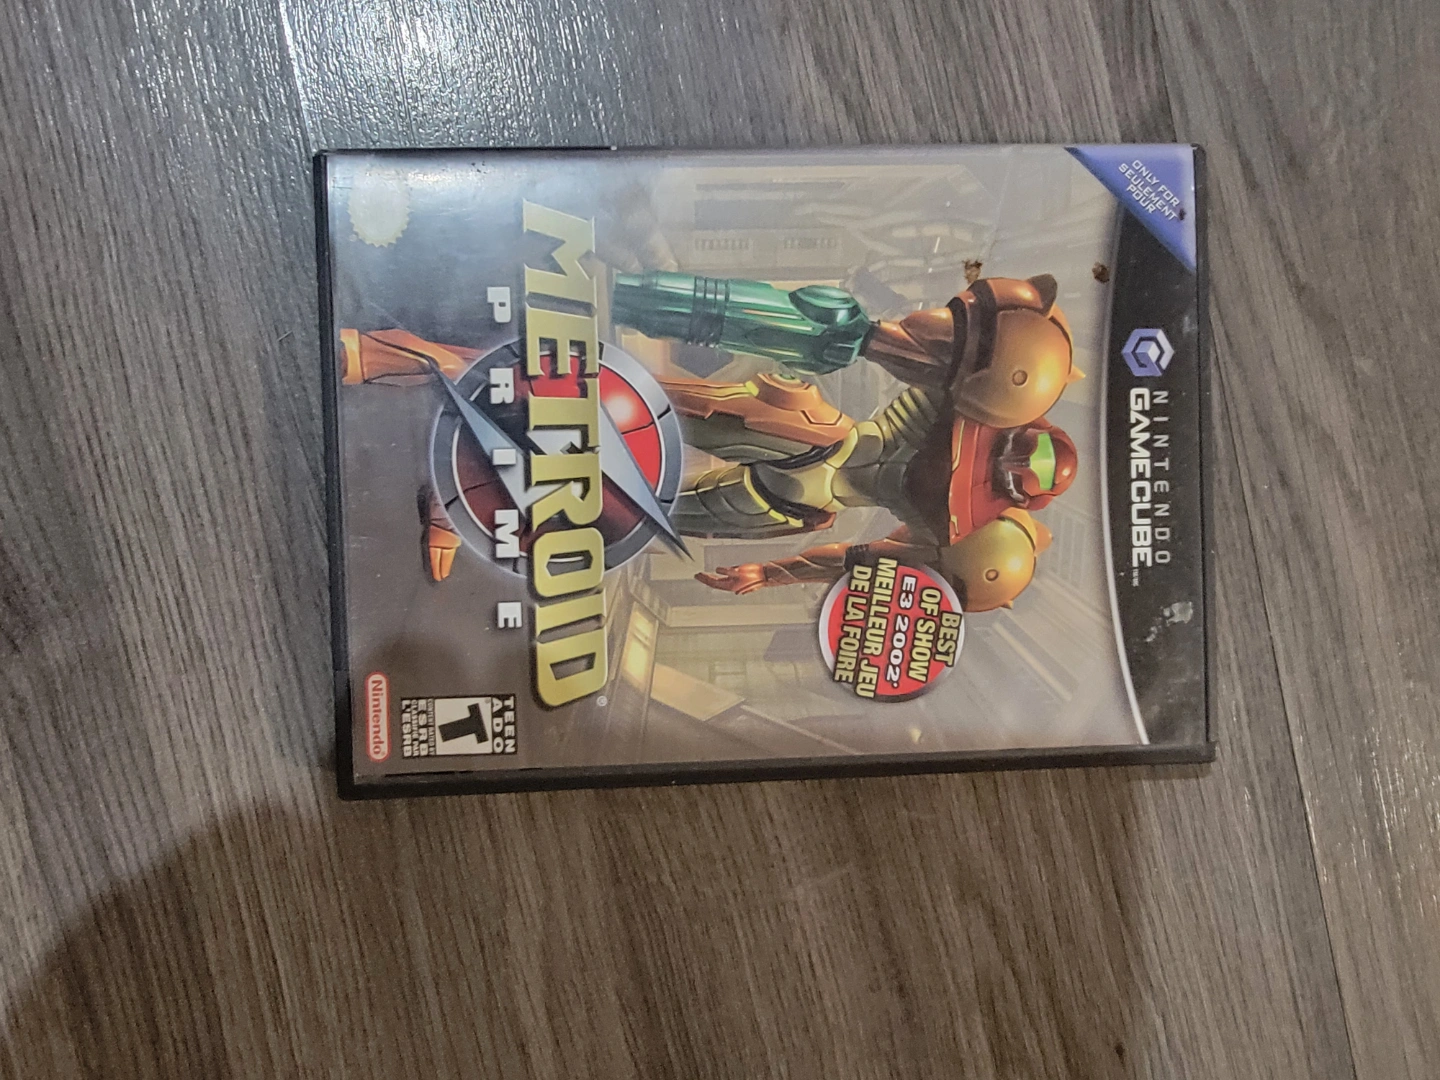 ONLY FOR
SEULEMENT
POUR
NINTENDO
GAMECUBE
BEST
OF SHOW
E3 2002.
MEILLEUR JEU
DE LA FOIRE
METROID
PRIME
TEEN
ADO
T
ESRB
L'ESRB
Nintendo